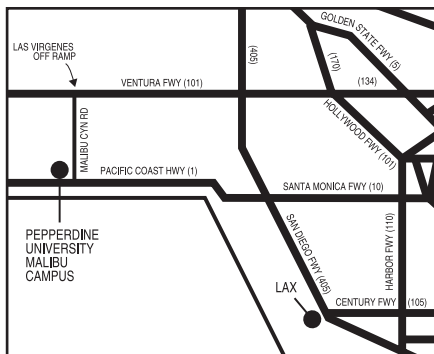 GOLDEN STATE FWY (5)
LAS VIRGENES
OFF RAMP
(405)
(170)
(134)
VENTURA FWY (101)
HOLLYWOOD FWY (101)
MALIBU CYN RD
PACIFIC COAST HWY (1)
SANTA MONICA FWY (10)
PEPPERDINE
UNIVERSITY
MALIBU
CAMPUS
SAN DIEGO FWY (405)
HARBOR FWY (110)
LAX
CENTURY FWY (105)